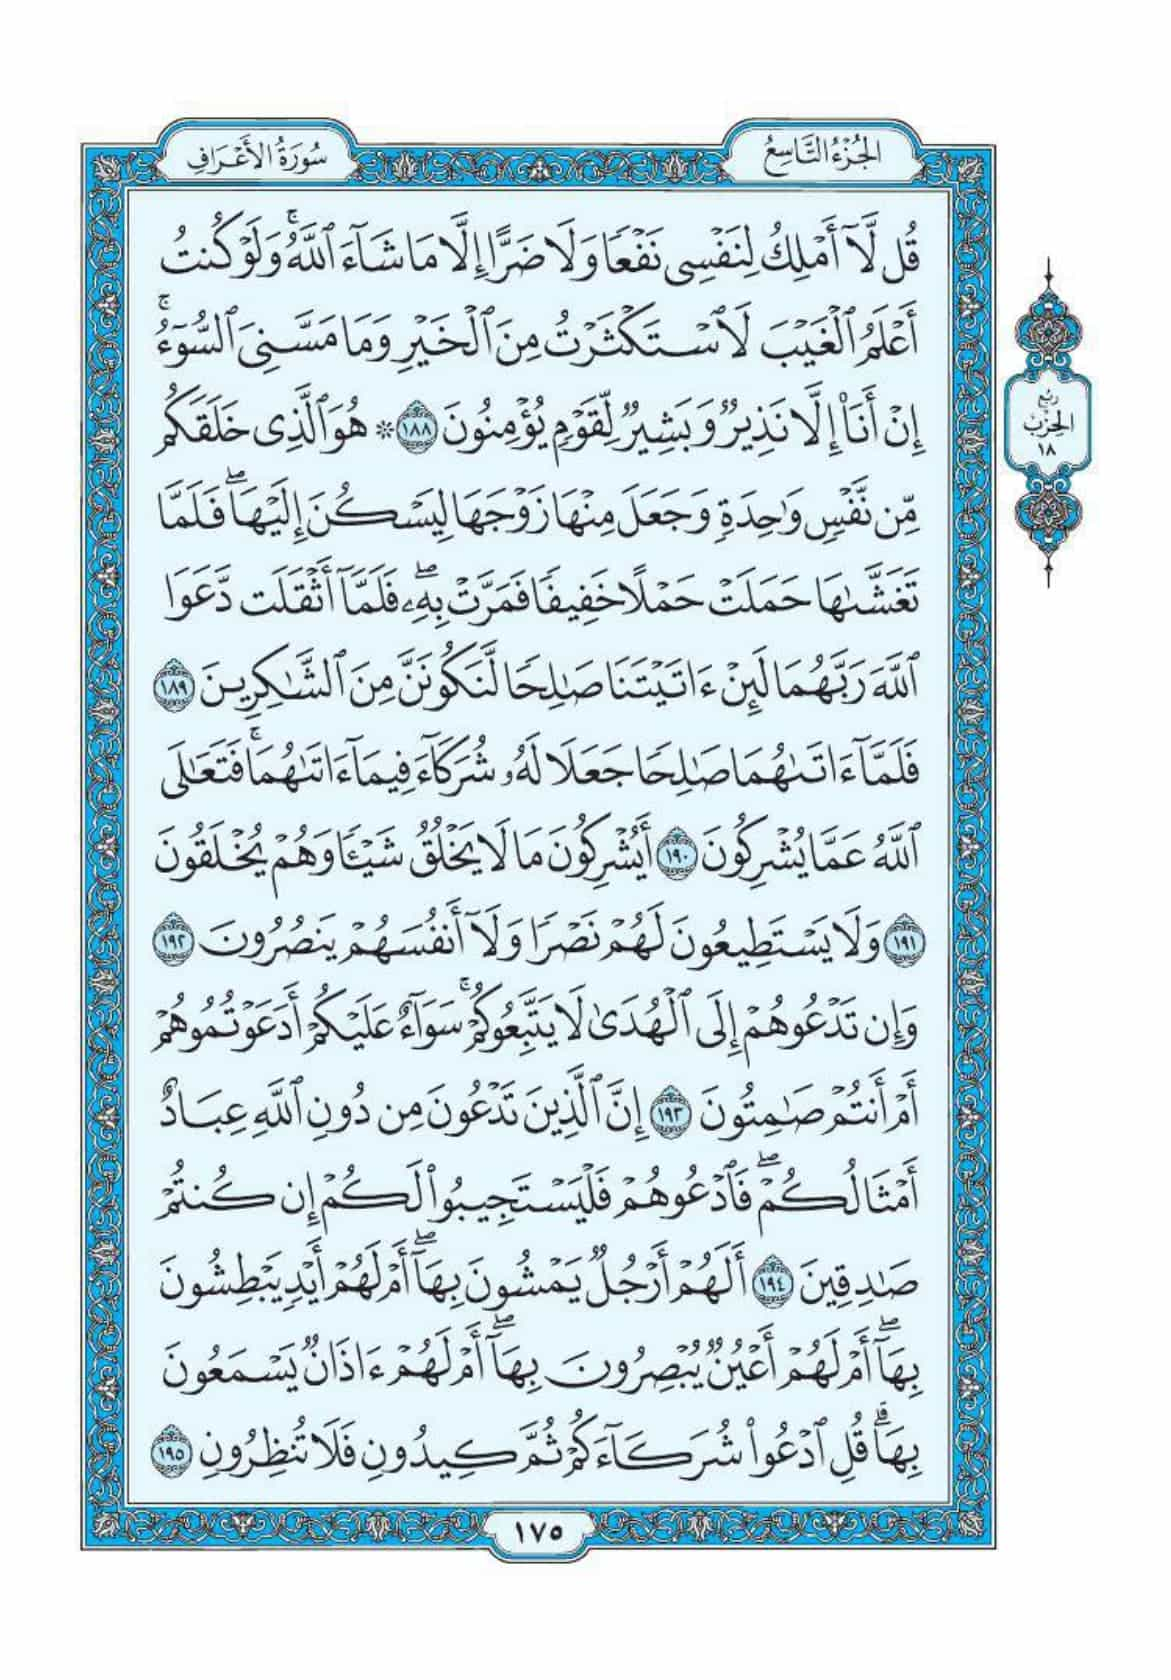 الجُزْءُ التَّاسِعُ
سُورَةُ الأَعْرَافِ
قُل لَّآ أَمْلِكُ لِنَفْسِى نَفْعًا وَلَا ضَرًّا إِلَّا مَا شَآءَ ٱللَّهُۚ وَلَوْ كُنتُ
أَعْلَمُ ٱلْغَيْبَ لَٱسْتَكْثَرْتُ مِنَ ٱلْخَيْرِ وَمَا مَسَّنِىَ ٱلسُّوٓءُۚ
إِنْ أَنَا۠ إِلَّا نَذِيرٌ وَبَشِيرٌ لِّقَوْمٍ يُؤْمِنُونَ ١٨٨ ۞ هُوَ ٱلَّذِى خَلَقَكُم
مِّن نَّفْسٍ وَٰحِدَةٍ وَجَعَلَ مِنْهَا زَوْجَهَا لِيَسْكُنَ إِلَيْهَاۖ فَلَمَّا
تَغَشَّىٰهَا حَمَلَتْ حَمْلًا خَفِيفًا فَمَرَّتْ بِهِۦۖ فَلَمَّآ أَثْقَلَت دَّعَوَا
ٱللَّهَ رَبَّهُمَا لَئِنْ ءَاتَيْتَنَا صَٰلِحًا لَّنَكُونَنَّ مِنَ ٱلشَّٰكِرِينَ ١٨٩
فَلَمَّآ ءَاتَىٰهُمَا صَٰلِحًا جَعَلَا لَهُۥ شُرَكَآءَ فِيمَآ ءَاتَىٰهُمَاۚ فَتَعَٰلَى
ٱللَّهُ عَمَّا يُشْرِكُونَ ١٩٠ أَيُشْرِكُونَ مَا لَا يَخْلُقُ شَيْـًٔا وَهُمْ يُخْلَقُونَ
١٩١ وَلَا يَسْتَطِيعُونَ لَهُمْ نَصْرًا وَلَآ أَنفُسَهُمْ يَنصُرُونَ ١٩٢
وَإِن تَدْعُوهُمْ إِلَى ٱلْهُدَىٰ لَا يَتَّبِعُوكُمْۚ سَوَآءٌ عَلَيْكُمْ أَدَعَوْتُمُوهُمْ
أَمْ أَنتُمْ صَٰمِتُونَ ١٩٣ إِنَّ ٱلَّذِينَ تَدْعُونَ مِن دُونِ ٱللَّهِ عِبَادٌ
أَمْثَالُكُمْۖ فَٱدْعُوهُمْ فَلْيَسْتَجِيبُوا۟ لَكُمْ إِن كُنتُمْ
صَٰدِقِينَ ١٩٤ أَلَهُمْ أَرْجُلٌ يَمْشُونَ بِهَآۖ أَمْ لَهُمْ أَيْدٍ يَبْطِشُونَ
بِهَآۖ أَمْ لَهُمْ أَعْيُنٌ يُبْصِرُونَ بِهَآۖ أَمْ لَهُمْ ءَاذَانٌ يَسْمَعُونَ
بِهَاۗ قُلِ ٱدْعُوا۟ شُرَكَآءَكُمْ ثُمَّ كِيدُونِ فَلَا تُنظِرُونِ ١٩٥
رُبْعُ
الحِزْبْ
١٨
١٧٥